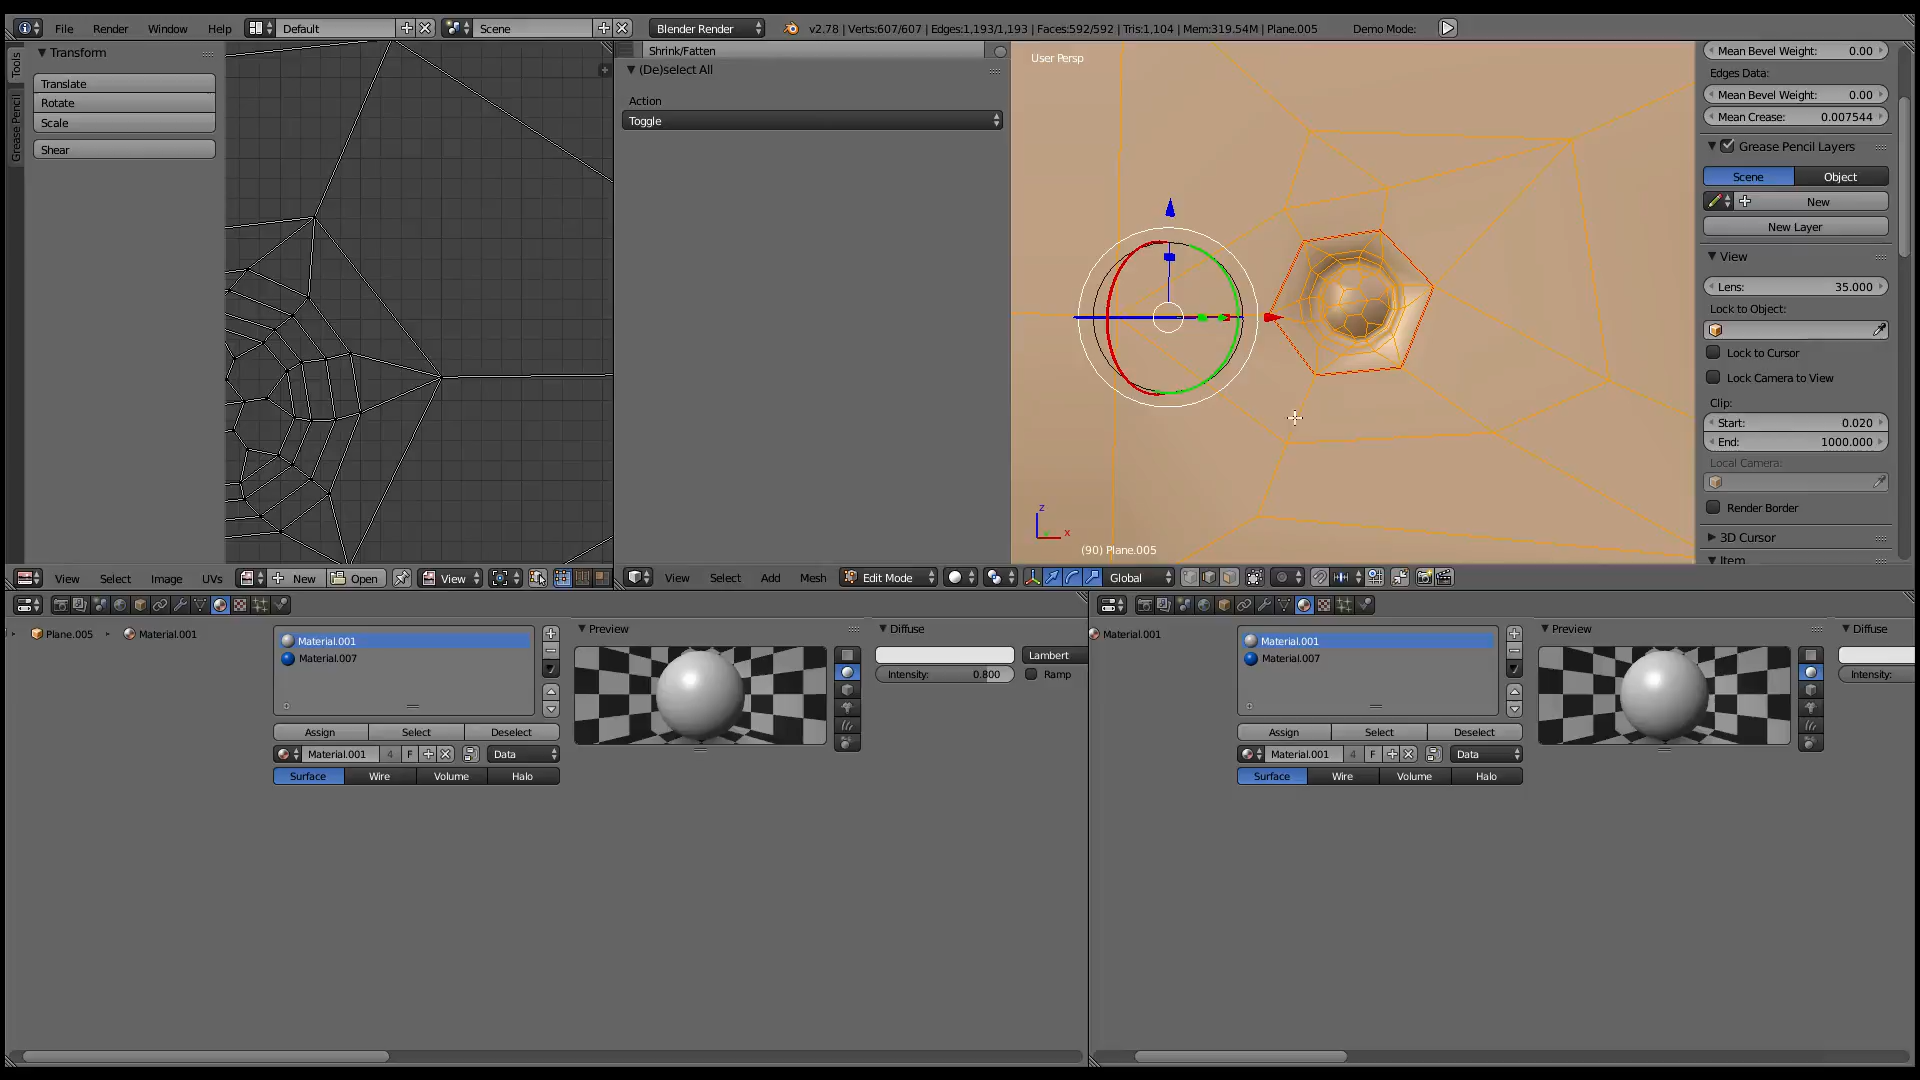 File Render Window Help Default Scene Blender Render v2.78 | Verts:607/607 | Edges:1,193/1,193 | Faces:592/592 | Tris:1,104 | Mem:319.54M | Plane.005 Demo Mode:
Tools
Grease Pencil
Transform
Translate
Rotate
Scale
Shear
Shrink/Fatten
(De)select All
Action
Toggle
User Persp
z
x
(90) Plane.005
Mean Bevel Weight: 0.00
Edges Data:
Mean Bevel Weight: 0.00
Mean Crease: 0.007544
Grease Pencil Layers
Scene Object
New
New Layer
View
Lens: 35.000
Lock to Object:
Lock to Cursor
Lock Camera to View
Clip:
Start: 0.020
End: 1000.000
Local Camera:
Render Border
3D Cursor
Item
View Select Image UVs New Open View
View Select Add Mesh Edit Mode Global
Plane.005 Material.001
Material.001
Material.007
Assign Select Deselect
Material.001 4 F Data
Surface Wire Volume Halo
Preview
Diffuse
Lambert
Intensity: 0.800 Ramp
Material.001
Material.001
Material.007
Assign Select Deselect
Material.001 4 F Data
Surface Wire Volume Halo
Preview
Diffuse
Intensity: